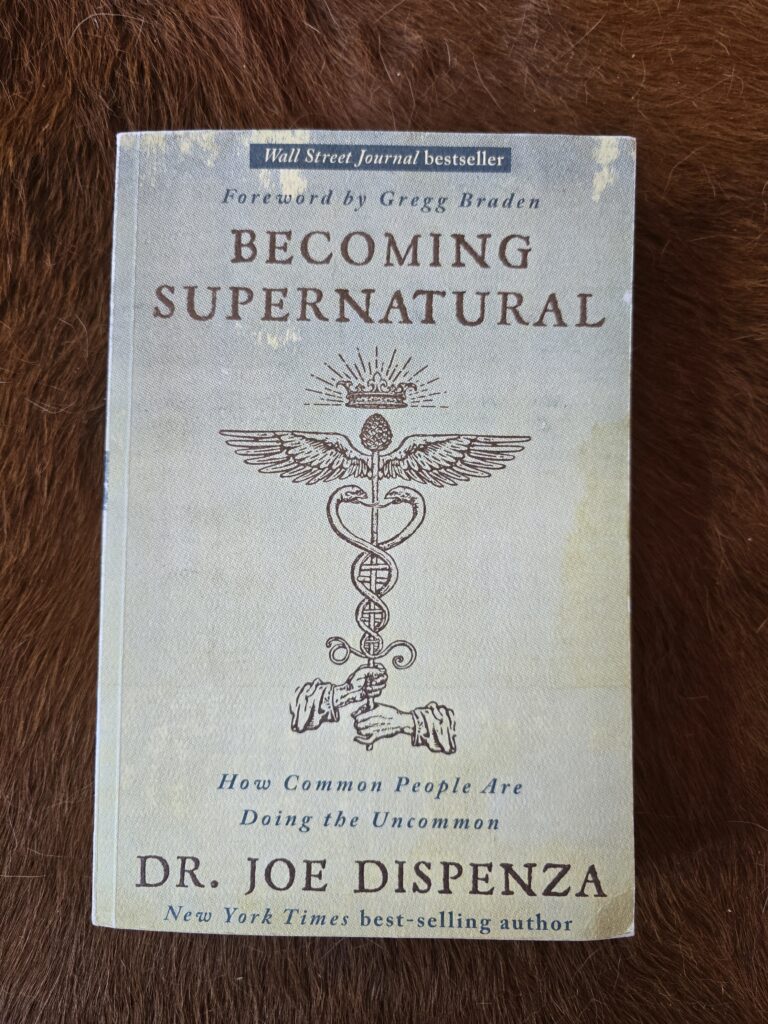 Wall Street Journal bestseller
Foreword by Gregg Braden
BECOMING
SUPERNATURAL
How Common People Are
Doing the Uncommon
DR. JOE DISPENZA
New York Times best-selling author